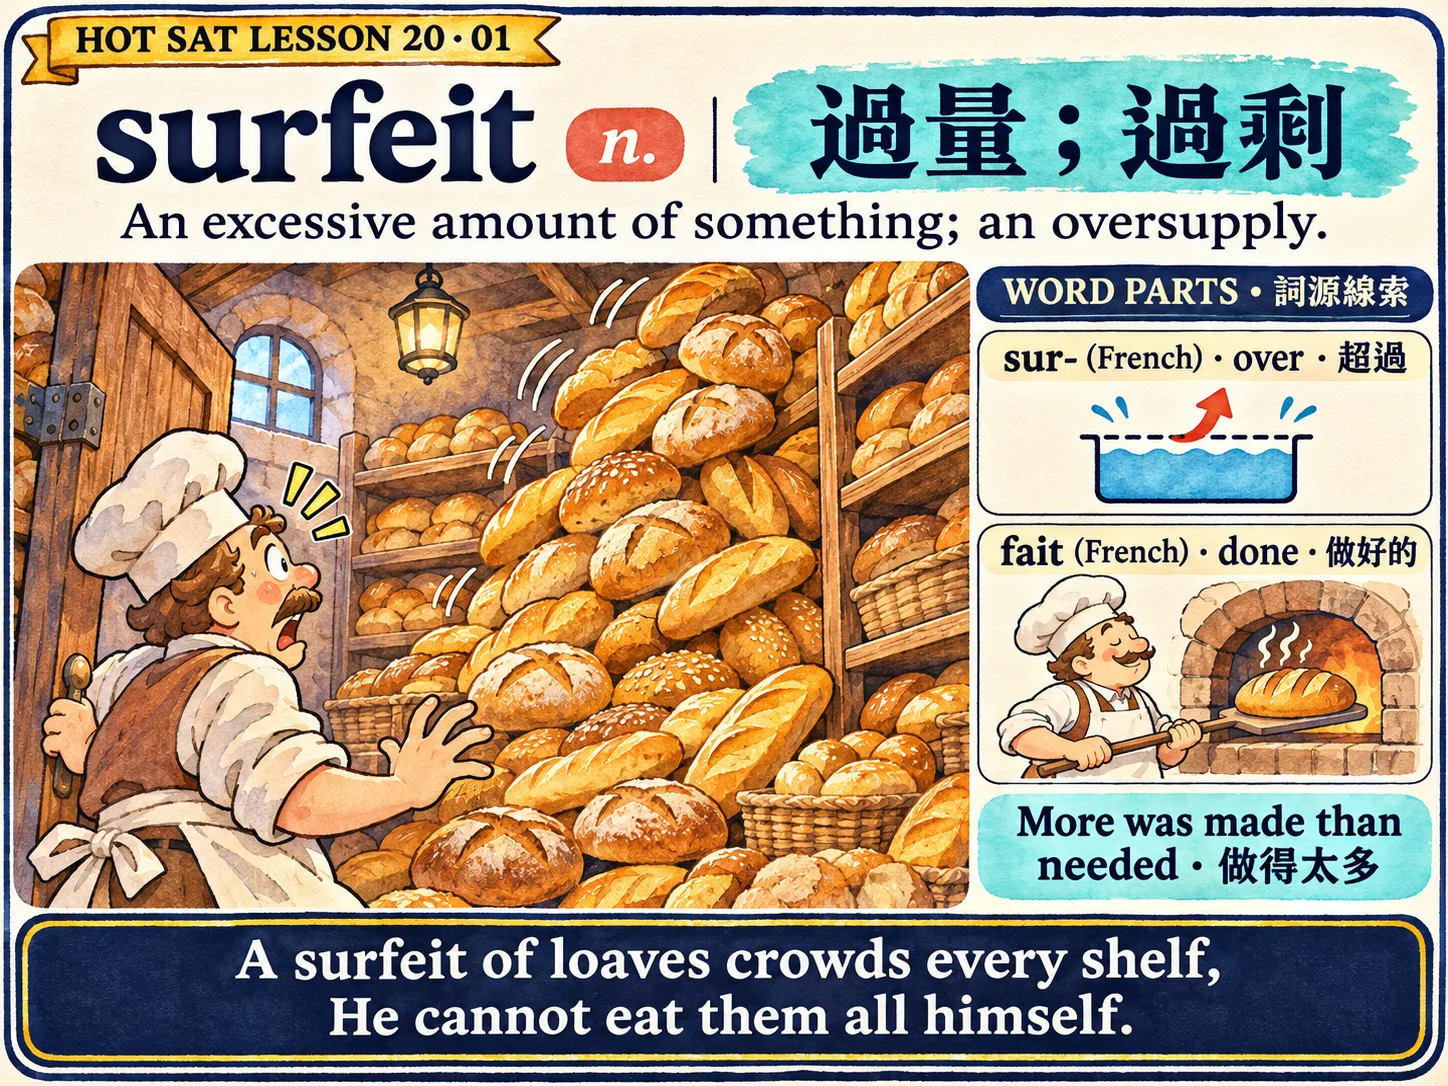 HOT SAT LESSON 20 · 01
surfeit n. 過量；過剩
An excessive amount of something; an oversupply.
WORD PARTS • 詞源線索
sur- (French) · over · 超過
fait (French) · done · 做好的
More was made than
needed · 做得太多
A surfeit of loaves crowds every shelf,
He cannot eat them all himself.